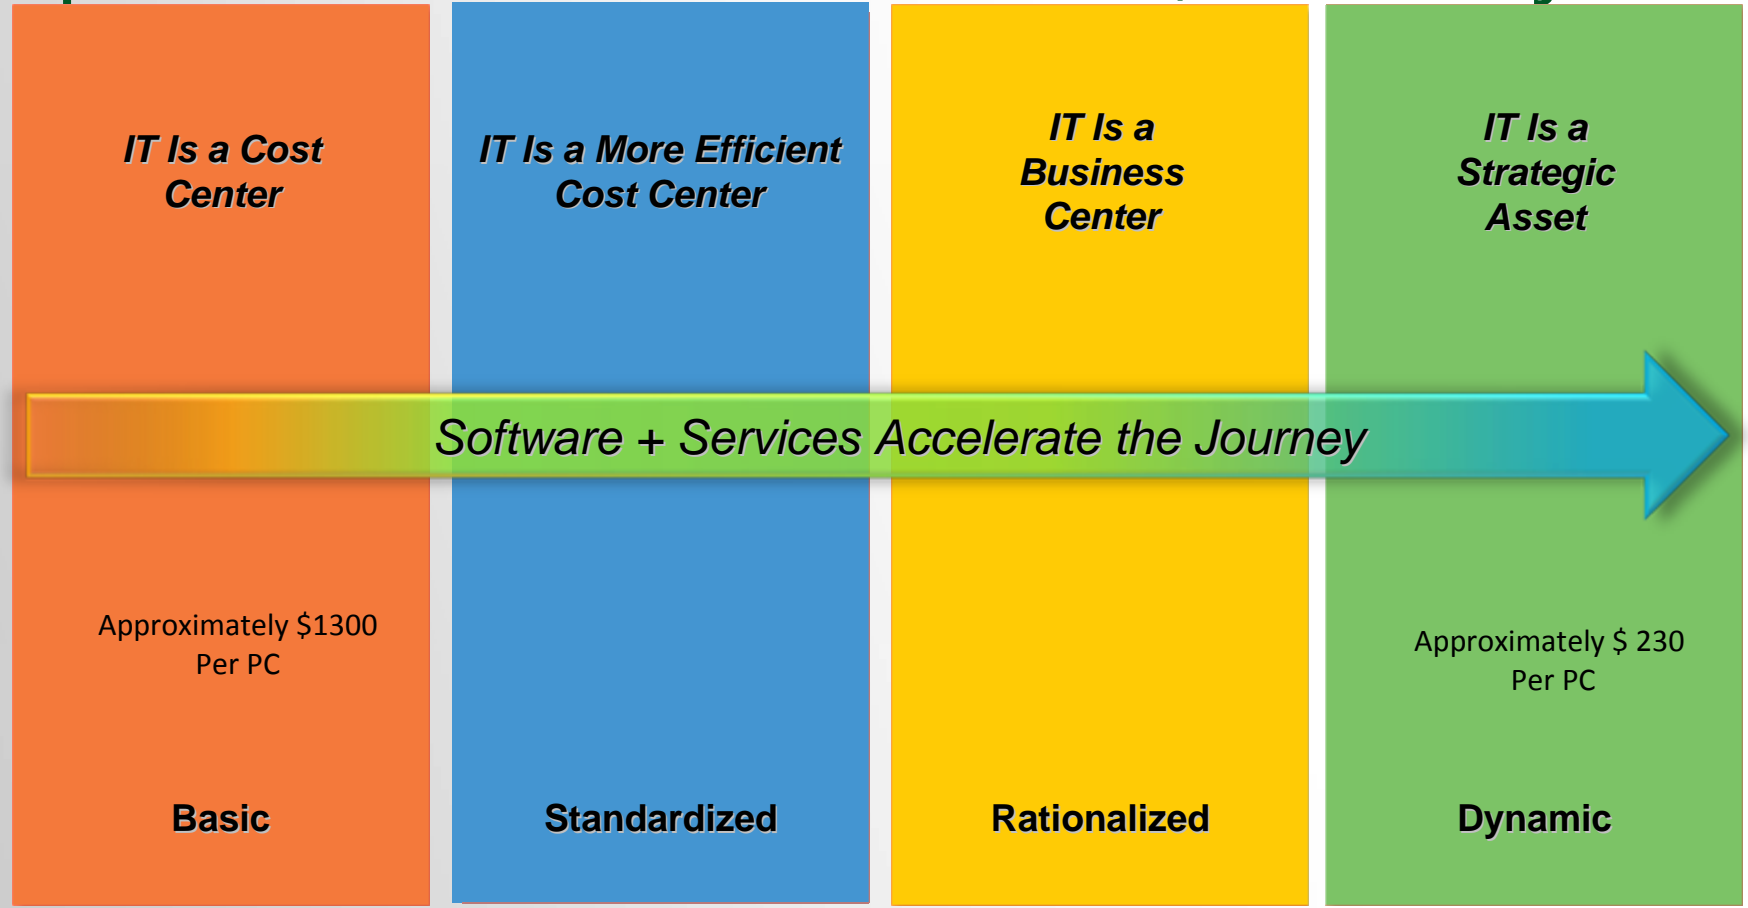 IT Is a Cost
Center
IT Is a More Efficient
Cost Center
IT Is a
Business
Center
IT Is a
Strategic
Asset
Software + Services Accelerate the Journey
Approximately $1300
Per PC
Approximately $ 230
Per PC
Basic
Standardized
Rationalized
Dynamic